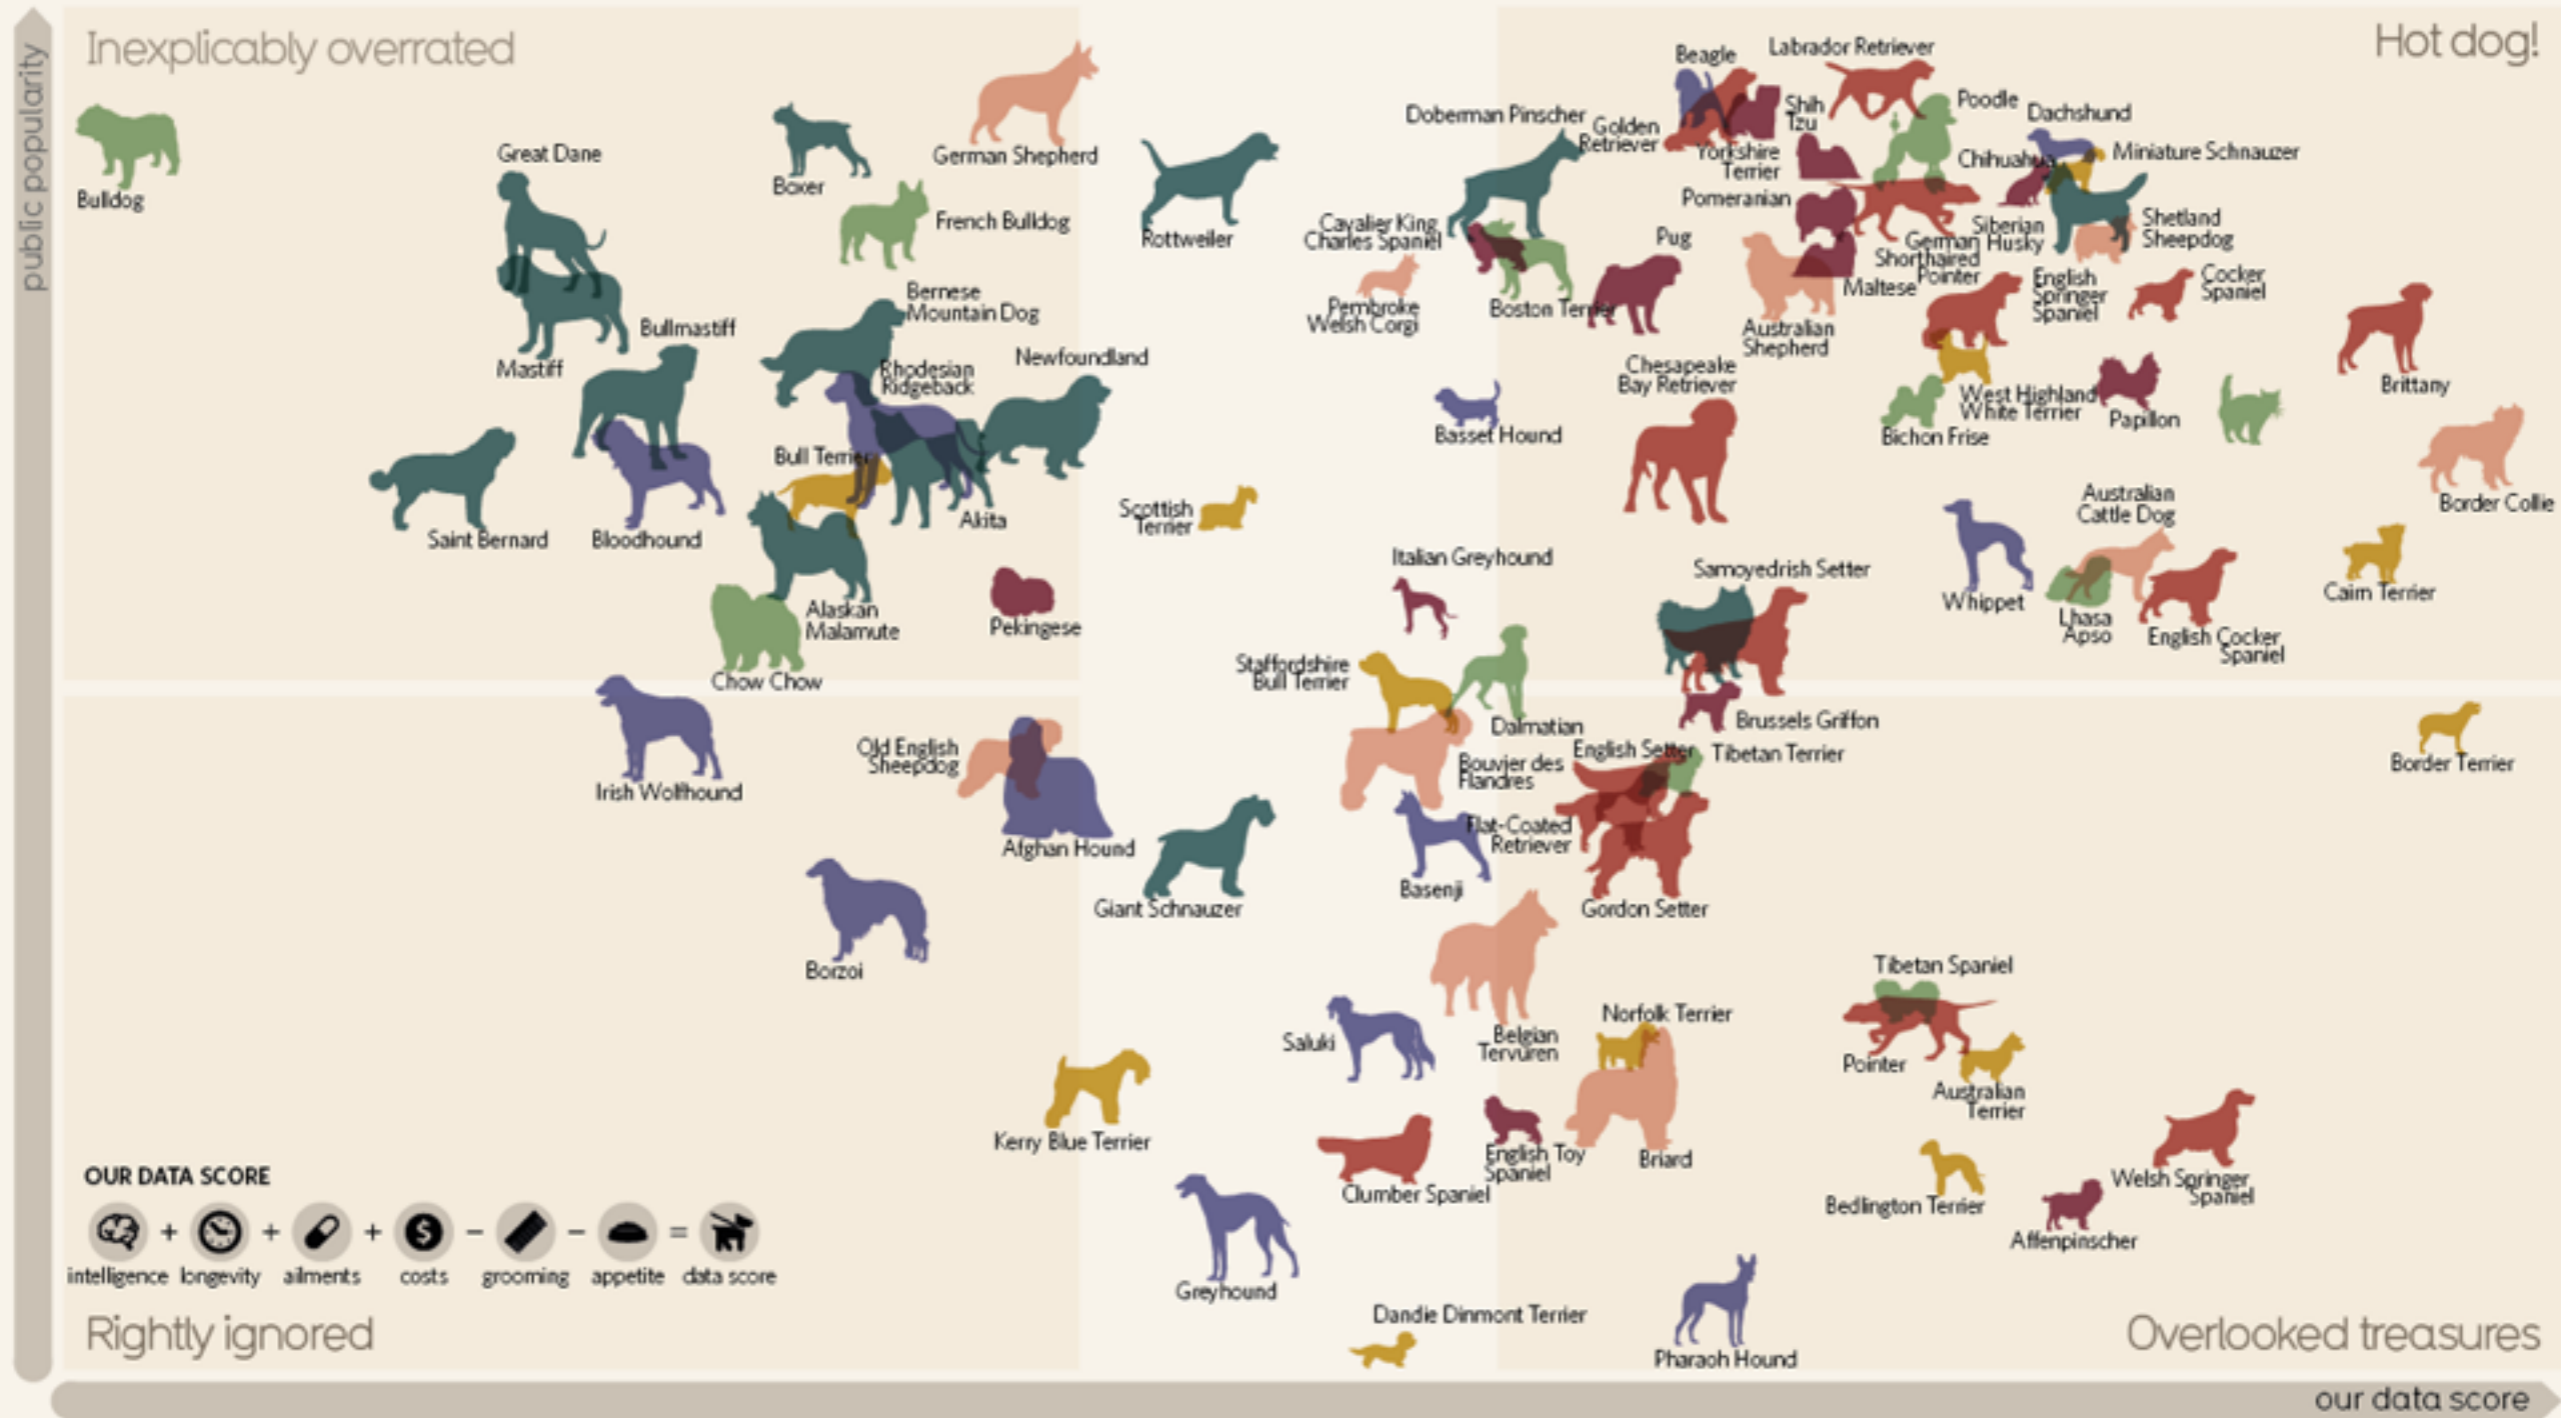 public popularity
Inexplicably overrated
Hot dog!
Bulldog
Great Dane
Boxer
German Shepherd
French Bulldog
Mastiff
Bullmastiff
Bernese
Mountain Dog
Rhodesian
Ridgeback
Newfoundland
Saint Bernard
Bloodhound
Bull Terrier
Akita
Alaskan
Malamute
Pekingese
Chow Chow
Rottweiler
Doberman Pinscher
Cavalier King
Charles Spaniel
Pembroke
Welsh Corgi
Boston Terrier
Pug
Basset Hound
Scottish
Terrier
Italian Greyhound
Staffordshire
Bull Terrier
Beagle
Labrador Retriever
Golden
Retriever
Shih
Tzu
Yorkshire
Terrier
Poodle
Dachshund
Chihuahua
Miniature Schnauzer
Pomeranian
Siberian
Husky
Shetland
Sheepdog
German
Shorthaired
Pointer
Maltese
Australian
Shepherd
English
Springer
Spaniel
Cocker
Spaniel
Brittany
Chesapeake
Bay Retriever
West Highland
White Terrier
Bichon Frise
Papillon
Border Collie
Samoyedrish Setter
Whippet
Australian
Cattle Dog
Lhasa
Apso
English Cocker
Spaniel
Cairn Terrier
Irish Wolfhound
Old English
Sheepdog
Afghan Hound
Borzoi
Giant Schnauzer
Dalmatian
Bouvier des
Flandres
Basenji
Flat-Coated
Retriever
English Setter
Tibetan Terrier
Brussels Griffon
Gordon Setter
Border Terrier
Kerry Blue Terrier
Saluki
Belgian
Tervuren
Norfolk Terrier
Briard
English Toy
Spaniel
Clumber Spaniel
Greyhound
Dandie Dinmont Terrier
Pharaoh Hound
Tibetan Spaniel
Pointer
Australian
Terrier
Bedlington Terrier
Affenpinscher
Welsh Springer
Spaniel
OUR DATA SCORE
$
+ + + - - =
intelligence longevity ailments costs grooming appetite data score
Rightly ignored
Overlooked treasures
our data score